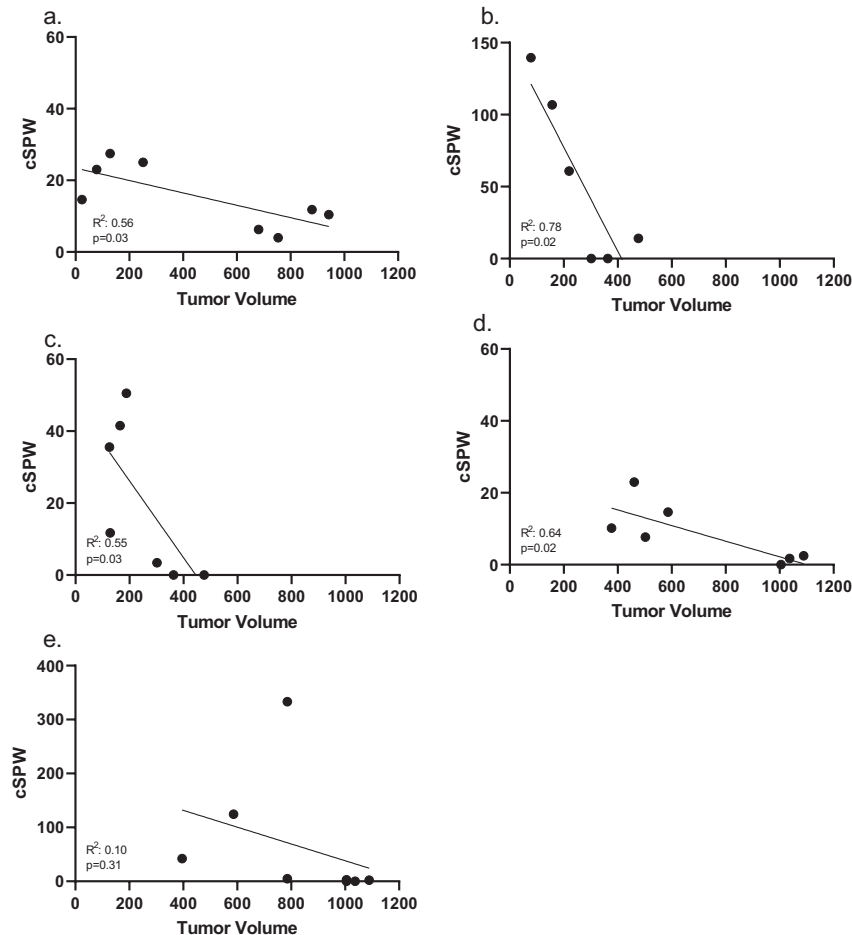 a.
60
40
20
0
cSPW
R2: 0.56
p=0.03
0 200 400 600 800 1000 1200
Tumor Volume
b.
150
100
50
0
cSPW
R2: 0.78
p=0.02
0 200 400 600 800 1000 1200
Tumor Volume
c.
60
40
20
0
cSPW
R2: 0.55
p=0.03
0 200 400 600 800 1000 1200
Tumor Volume
d.
60
40
20
0
cSPW
R2: 0.64
p=0.02
0 200 400 600 800 1000 1200
Tumor Volume
e.
400
300
200
100
0
cSPW
R2: 0.10
p=0.31
0 200 400 600 800 1000 1200
Tumor Volume